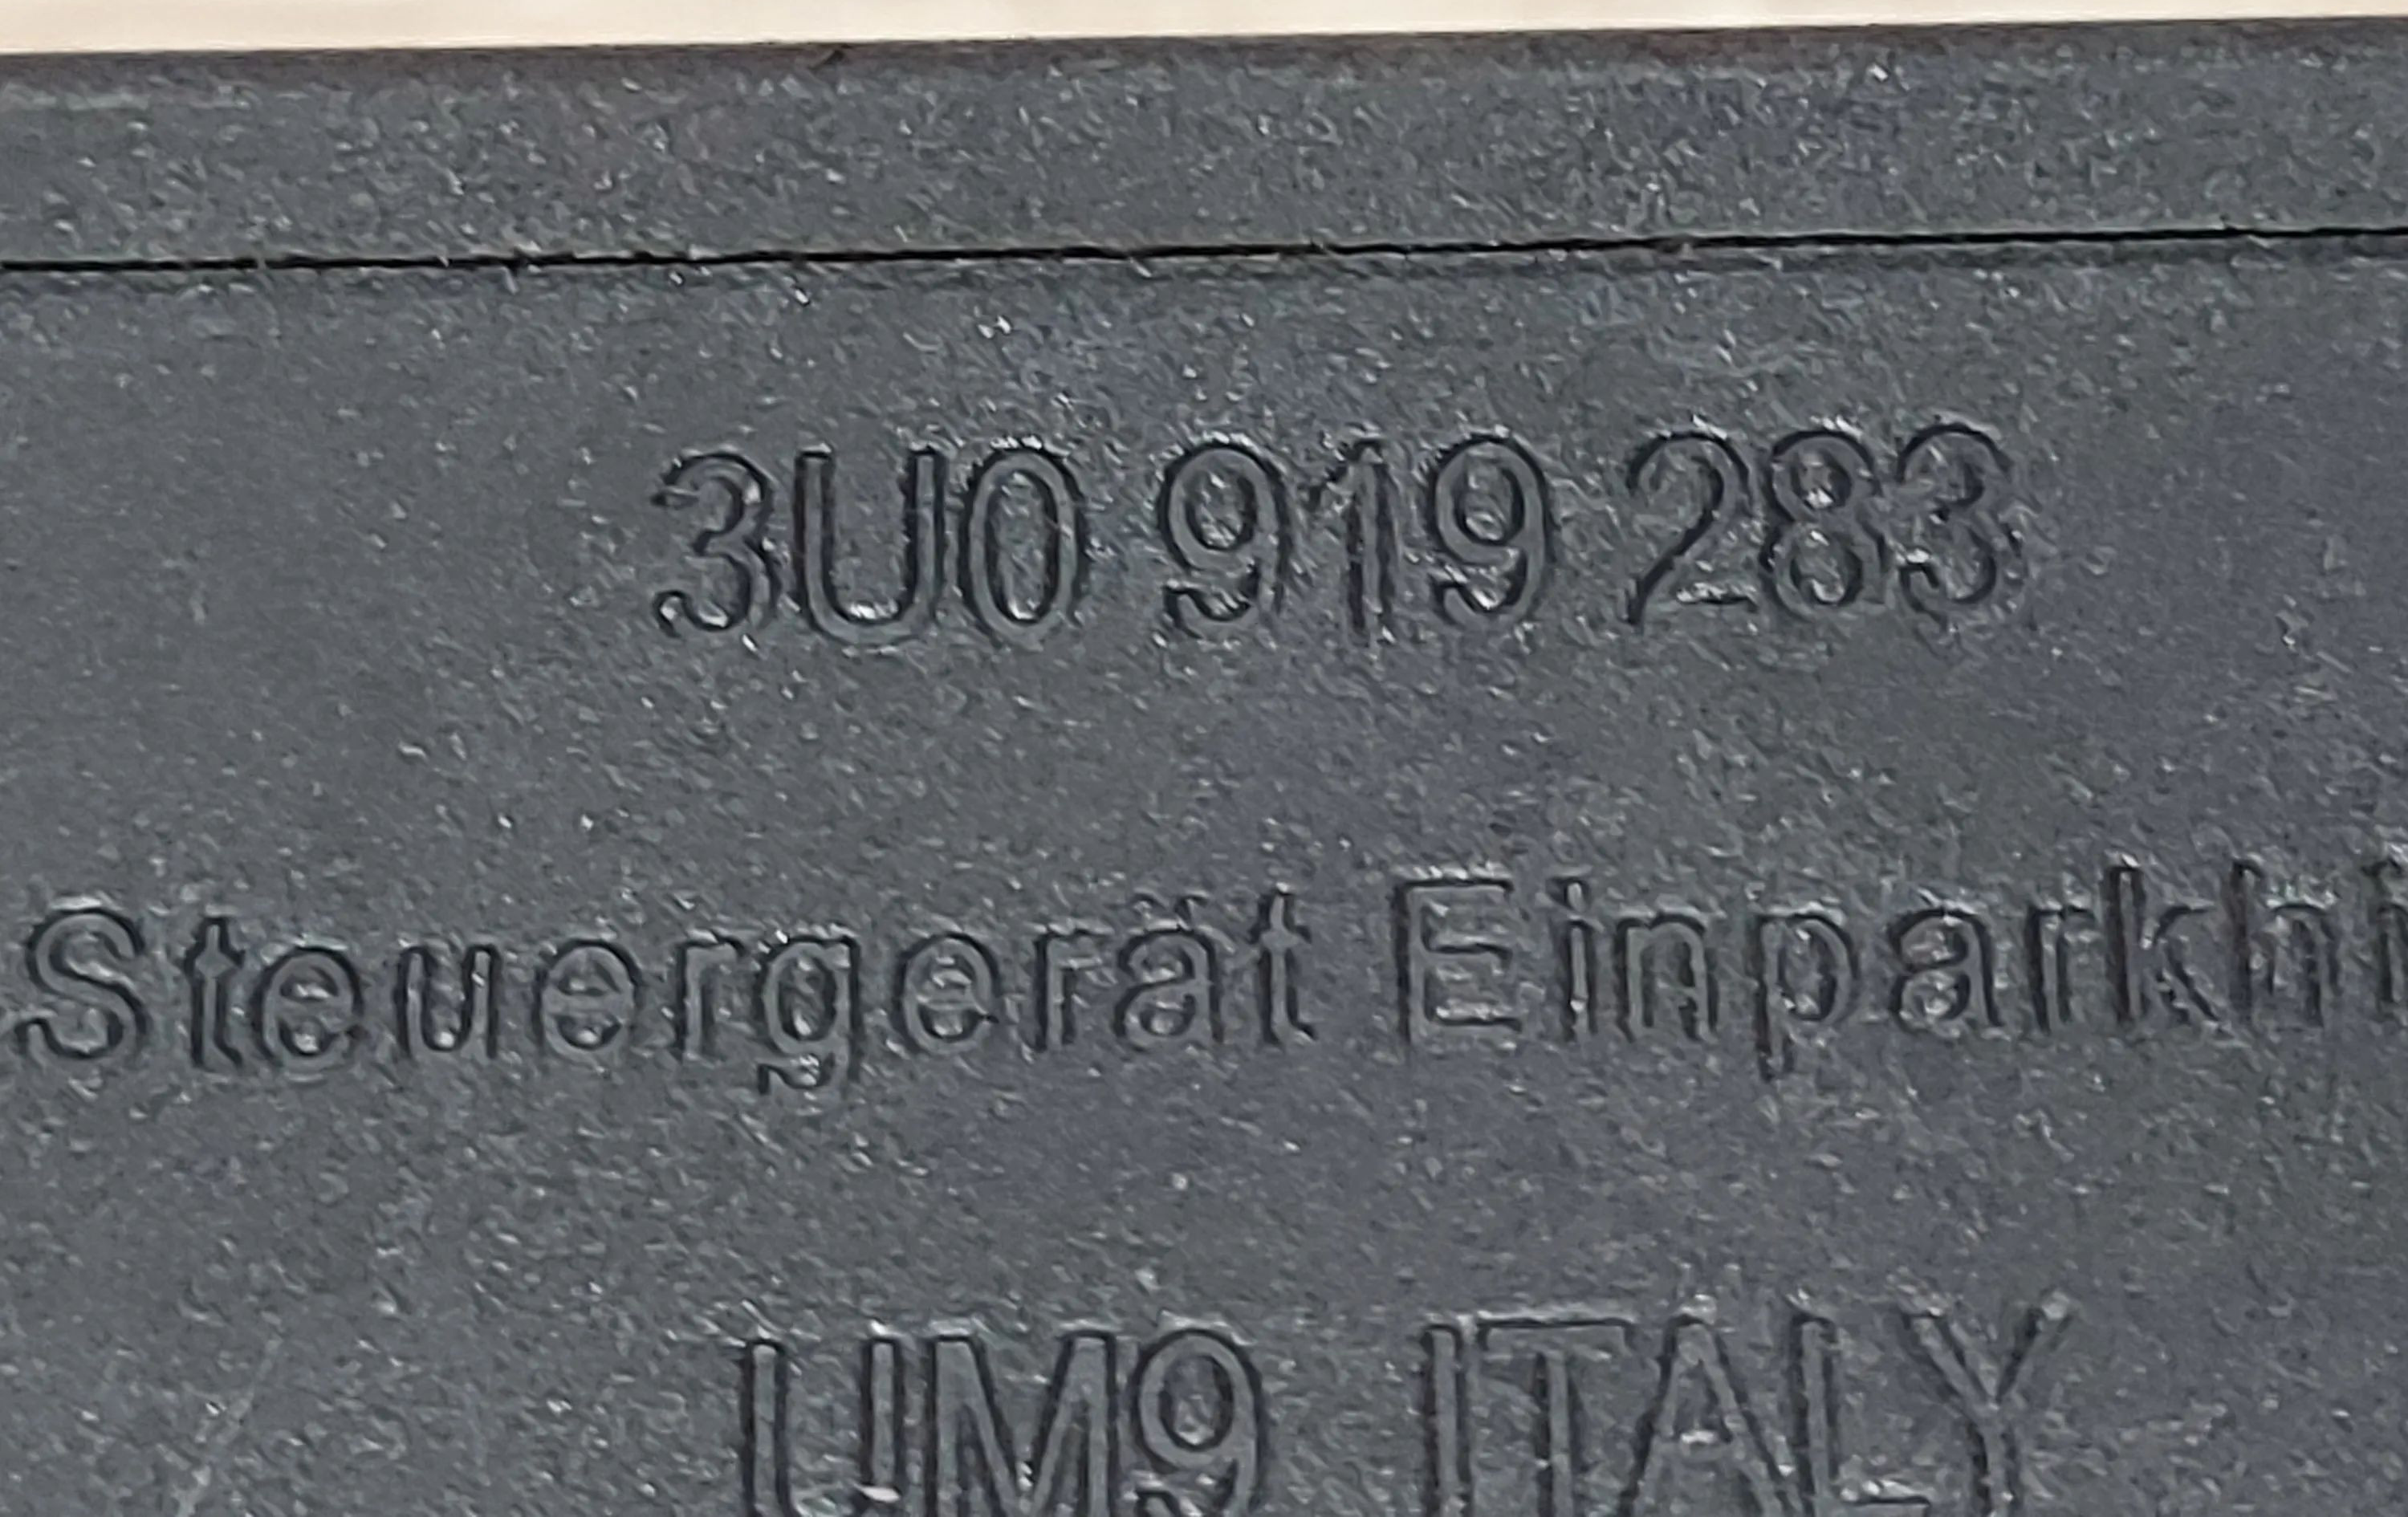 3U0 919 283
Steuergerät Einparkhi
UM9 ITALY